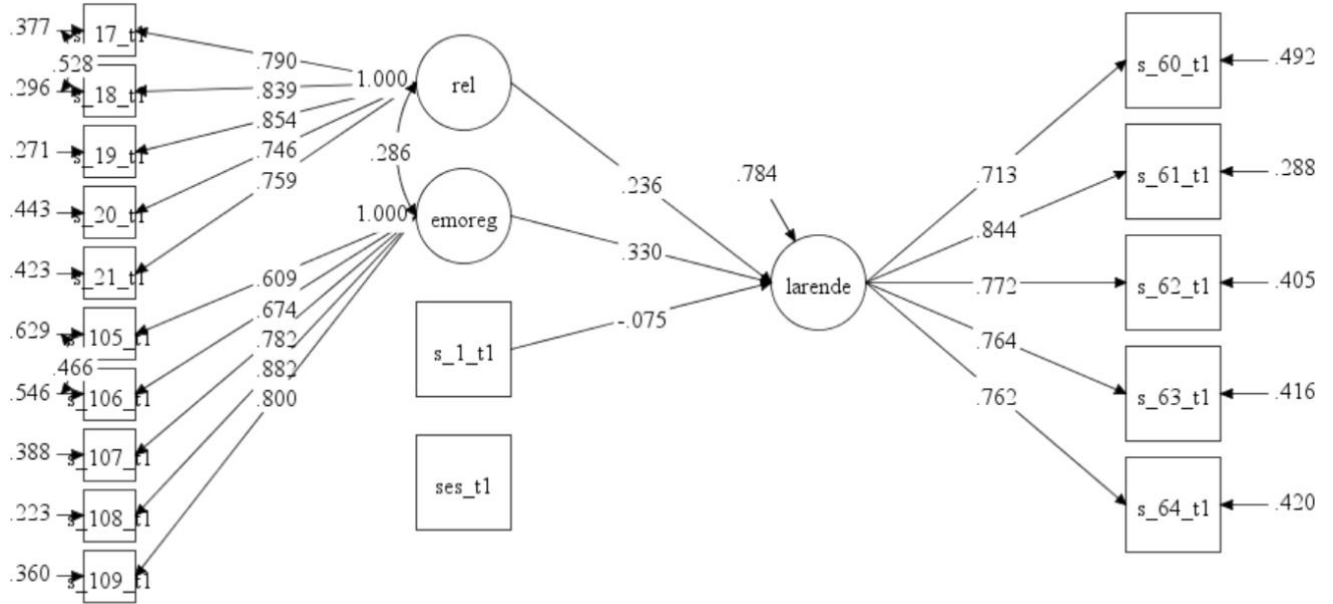 .377
s_17_t1
.528
.296
s_18_t1
.271
s_19_t1
.443
s_20_t1
.423
s_21_t1
.629
s_105_t1
.466
.546
s_106_t1
.388
s_107_t1
.223
s_108_t1
.360
s_109_t1
.790
.839
.854
.746
.759
1.000
rel
.286
1.000
emoreg
.609
.674
.782
.882
.800
s_1_t1
ses_t1
.236
.330
-.075
.784
larende
.713
.844
.772
.764
.762
s_60_t1
.492
s_61_t1
.288
s_62_t1
.405
s_63_t1
.416
s_64_t1
.420